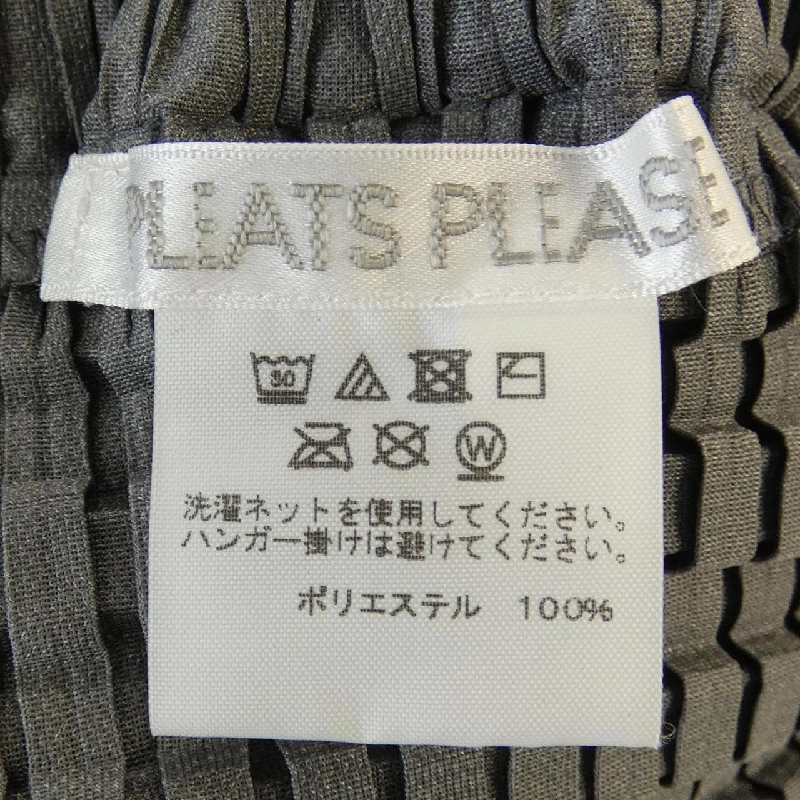 PLEATS PLEASE
30
W
洗濯ネットを使用してください。
ハンガー掛けは避けてください。
ポリエステル 100%